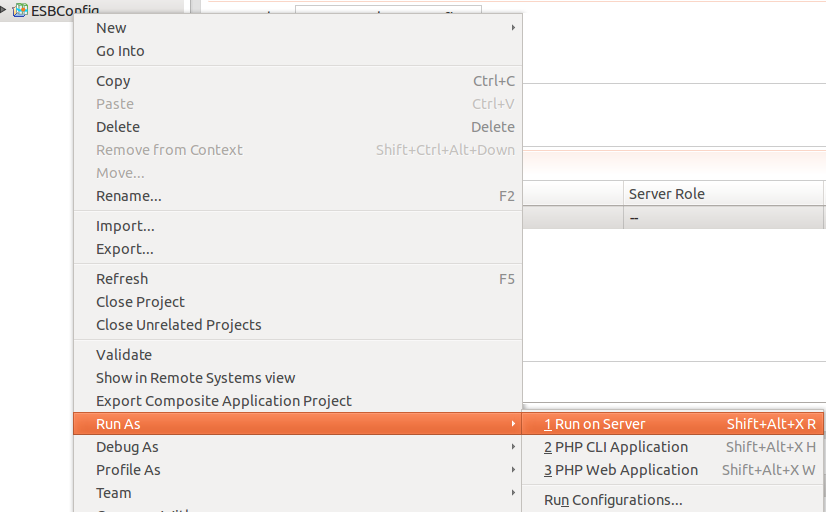 ESBConfig
New
Go Into
Copy Ctrl+C
Paste Ctrl+V
Delete Delete
Remove from Context Shift+Ctrl+Alt+Down
Move...
Rename... F2
Import...
Export...
Refresh F5
Close Project
Close Unrelated Projects
Validate
Show in Remote Systems view
Export Composite Application Project
Run As
Debug As
Profile As
Team
Server Role
--
1 Run on Server Shift+Alt+X R
2 PHP CLI Application Shift+Alt+X H
3 PHP Web Application Shift+Alt+X W
Run Configurations...